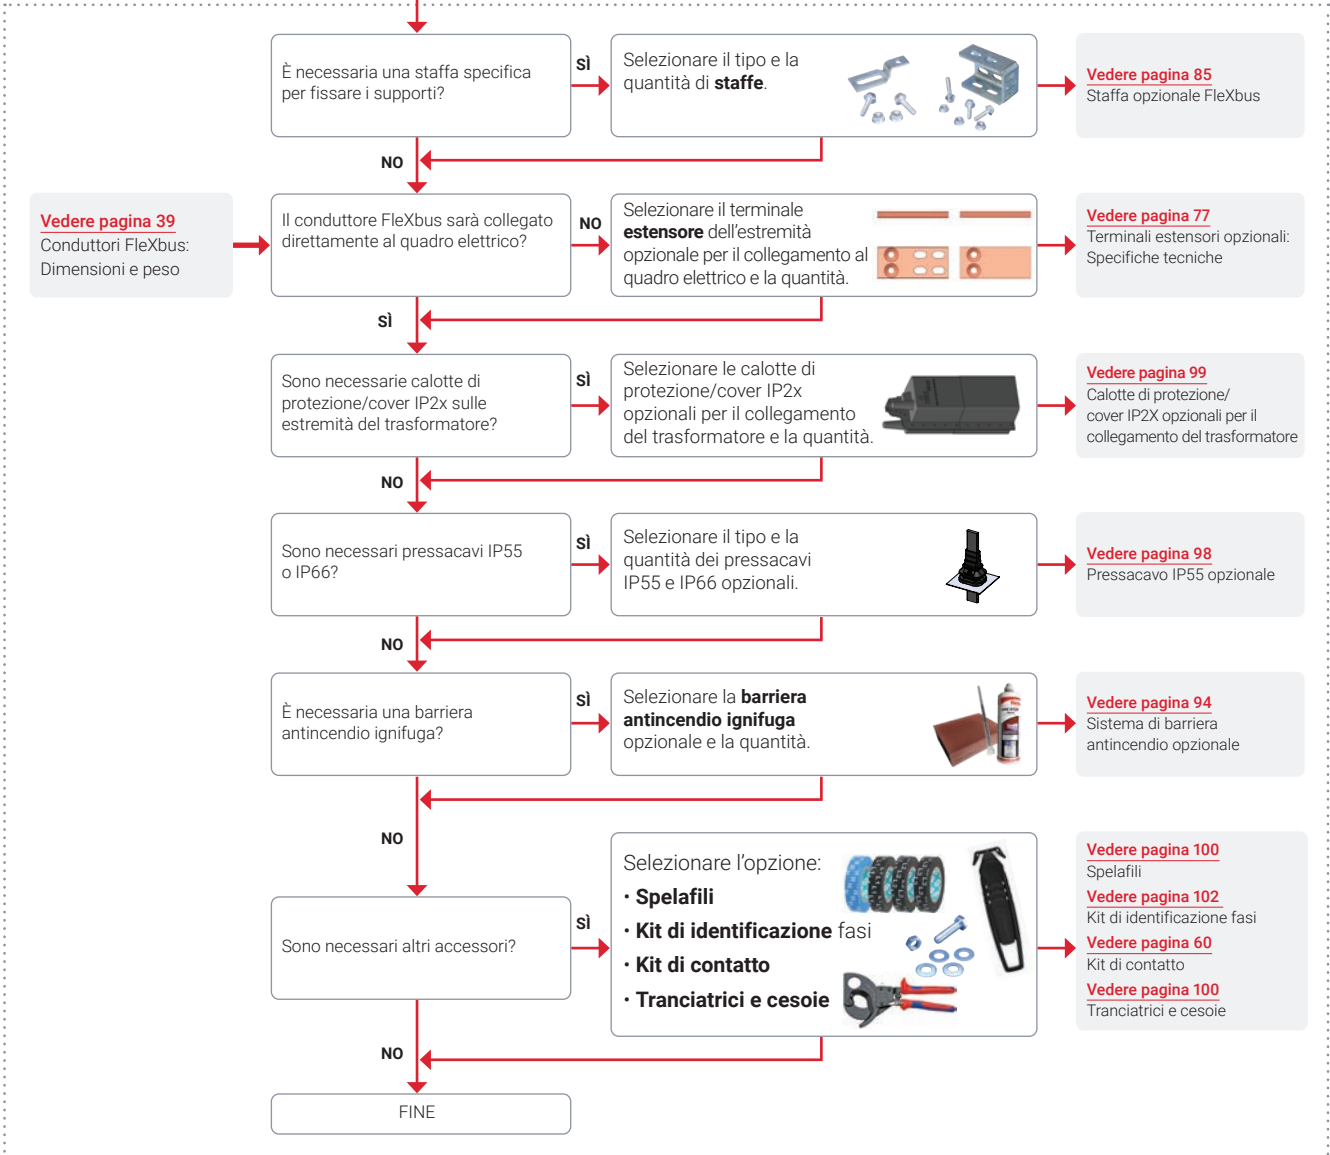 È necessaria una staffa specifica
per fissare i supporti?
SÌ
Selezionare il tipo e la
quantità di staffe.
Vedere pagina 85
Staffa opzionale FleXbus
NO
Vedere pagina 39
Conduttori FleXbus:
Dimensioni e peso
Il conduttore FleXbus sarà collegato
direttamente al quadro elettrico?
NO
Selezionare il terminale
estensore dell'estremità
opzionale per il collegamento al
quadro elettrico e la quantità.
Vedere pagina 77
Terminali estensori opzionali:
Specifiche tecniche
SÌ
Sono necessarie calotte di
protezione/cover IP2x sulle
estremità del trasformatore?
SÌ
Selezionare le calotte di
protezione/cover IP2x
opzionali per il collegamento
del trasformatore e la quantità.
Vedere pagina 99
Calotte di protezione/
cover IP2X opzionali per il
collegamento del trasformatore
NO
Sono necessari pressacavi IP55
o IP66?
SÌ
Selezionare il tipo e la
quantità dei pressacavi
IP55 e IP66 opzionali.
Vedere pagina 98
Pressacavo IP55 opzionale
NO
È necessaria una barriera
antincendio ignifuga?
SÌ
Selezionare la barriera
antincendio ignifuga
opzionale e la quantità.
Vedere pagina 94
Sistema di barriera
antincendio opzionale
NO
Sono necessari altri accessori?
SÌ
Selezionare l'opzione:
· Spelafili
· Kit di identificazione fasi
· Kit di contatto
· Tranciatrici e cesoie
Vedere pagina 100
Spelafili
Vedere pagina 102
Kit di identificazione fasi
Vedere pagina 60
Kit di contatto
Vedere pagina 100
Tranciatrici e cesoie
NO
FINE